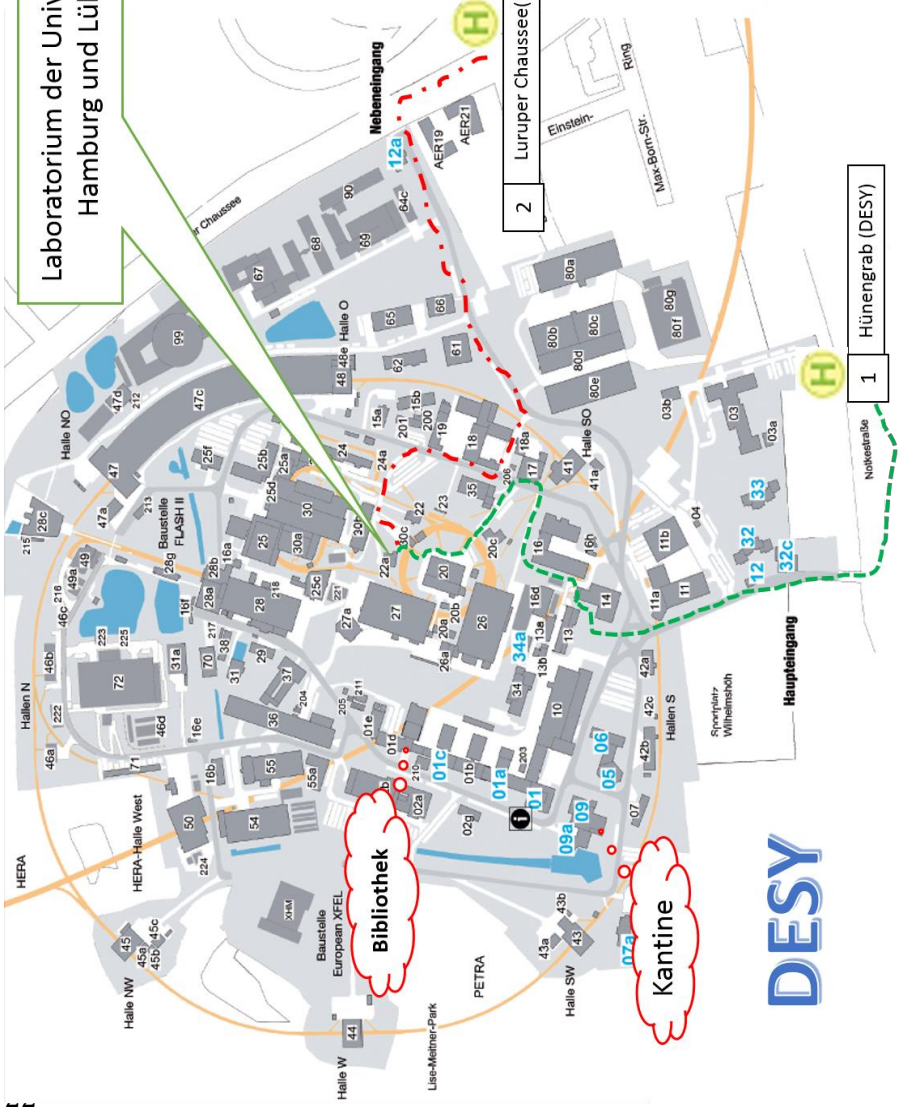 Halle W
44
Lise-Meitner-Park
Halle NW
45
45a
45b
45c
HERA
HERA-Halle West
Baustelle
European XFEL
XHM
PETRA
Halle SW
43a
43
43b
07a
Kantine
Bibliothek
DESY
224
50
54
16b
55
55a
71
46a
222
46b
Hallen N
46c
216
49a
49
72
223
225
46d
16e
31a
70
16f
217
38
31
29
36
37
204
205
211
01e
01d
210
01c
02a
02g
01b
01a
203
01
i
09a
09
05
06
07
42b
42c
42a
Hallen S
Sportplatz
Wilhelmshöh
Haupteingang
10
34
34a
13b
13a
13
16d
14
11a
11
11b
04
12
32
32c
33
215
28c
47a
213
Baustelle
FLASH II
28g
28b
28a
16a
28
218
25
25c
221
27a
27
30a
30
30b
22a
30c
20
20a
20b
26a
26
20c
22
23
35
206
16
16h
17
18a
41
41a
Halle SO
Halle NO
47
47d
212
47c
25f
25b
25a
25d
24
24a
15a
201
15b
200
19
18
99
48
48e
Halle O
62
65
66
61
67
68
69
90
64c
12a
Nebeneingang
AER19
AER21
80a
80b
80c
80d
80e
80f
80g
03b
03
03a
Einstein-
Ring
Max-Born-Str.
r Chaussee
Notkestraße
H
1
Hünengrab (DESY)
H
2
Luruper Chaussee(
Laboratorium der Univ
Hamburg und Lü